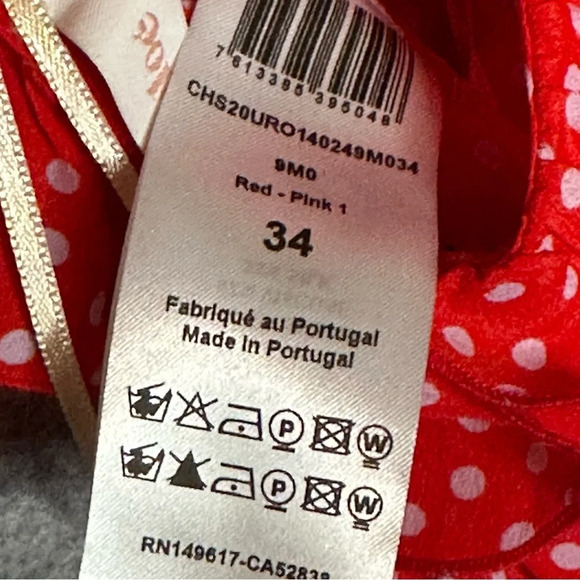 7613385395048
CHS20URO140249M034
9M0
Red - Pink 1
34
Fabriqué au Portugal
Made in Portugal
P W
P W
RN149617-CA52838